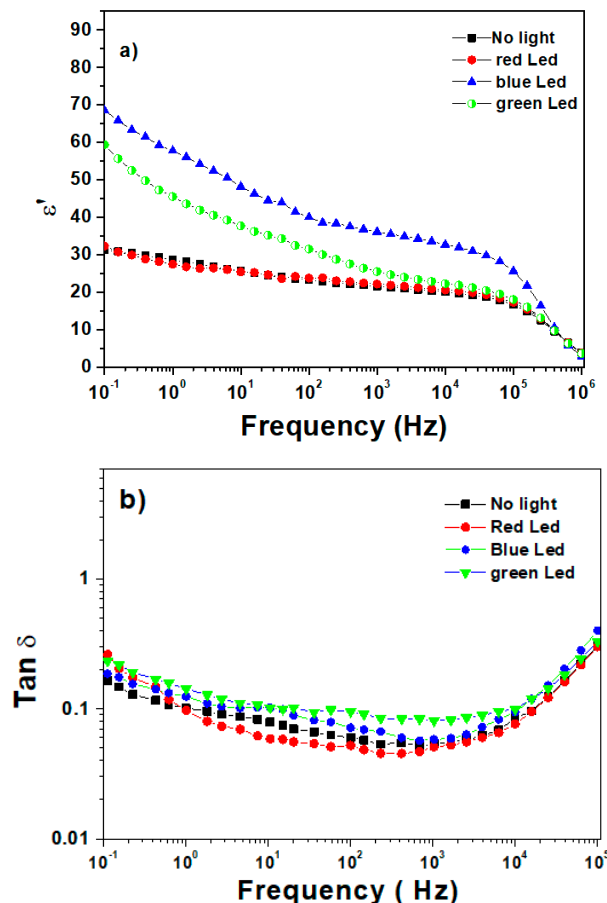 a)
No light
red Led
blue Led
green Led
90
80
70
60
50
40
30
20
10
0
ε'
10⁻¹ 10⁰ 10¹ 10² 10³ 10⁴ 10⁵ 10⁶
Frequency (Hz)
b)
No light
Red Led
Blue Led
green Led
1
0.1
0.01
Tan δ
10⁻¹ 10⁰ 10¹ 10² 10³ 10⁴ 10⁵
Frequency ( Hz)